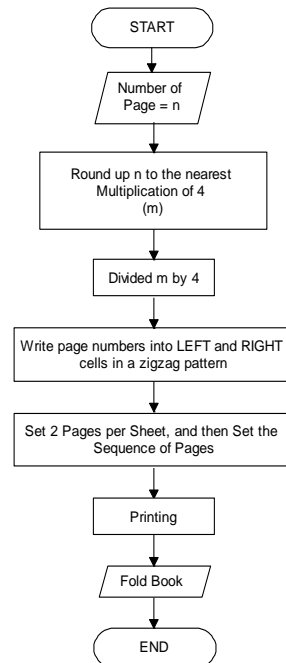 START
Number of
Page = n
Round up n to the nearest
Multiplication of 4
(m)
Divided m by 4
Write page numbers into LEFT and RIGHT
cells in a zigzag pattern
Set 2 Pages per Sheet, and then Set the
Sequence of Pages
Printing
Fold Book
END